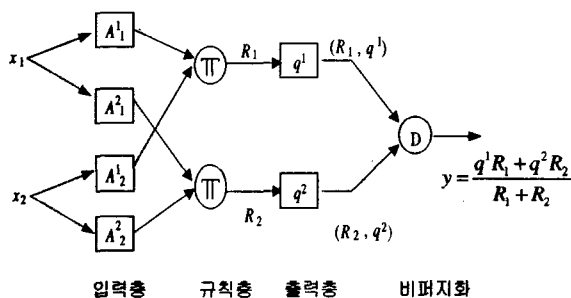 x₁
A¹₁
A²₁
x₂
A¹₂
A²₂
π
R₁
q¹
(R₁, q¹)
π
R₂
q²
(R₂, q²)
D
y = (q¹R₁ + q²R₂) / (R₁ + R₂)
입력층 규칙층 출력층 비퍼지화